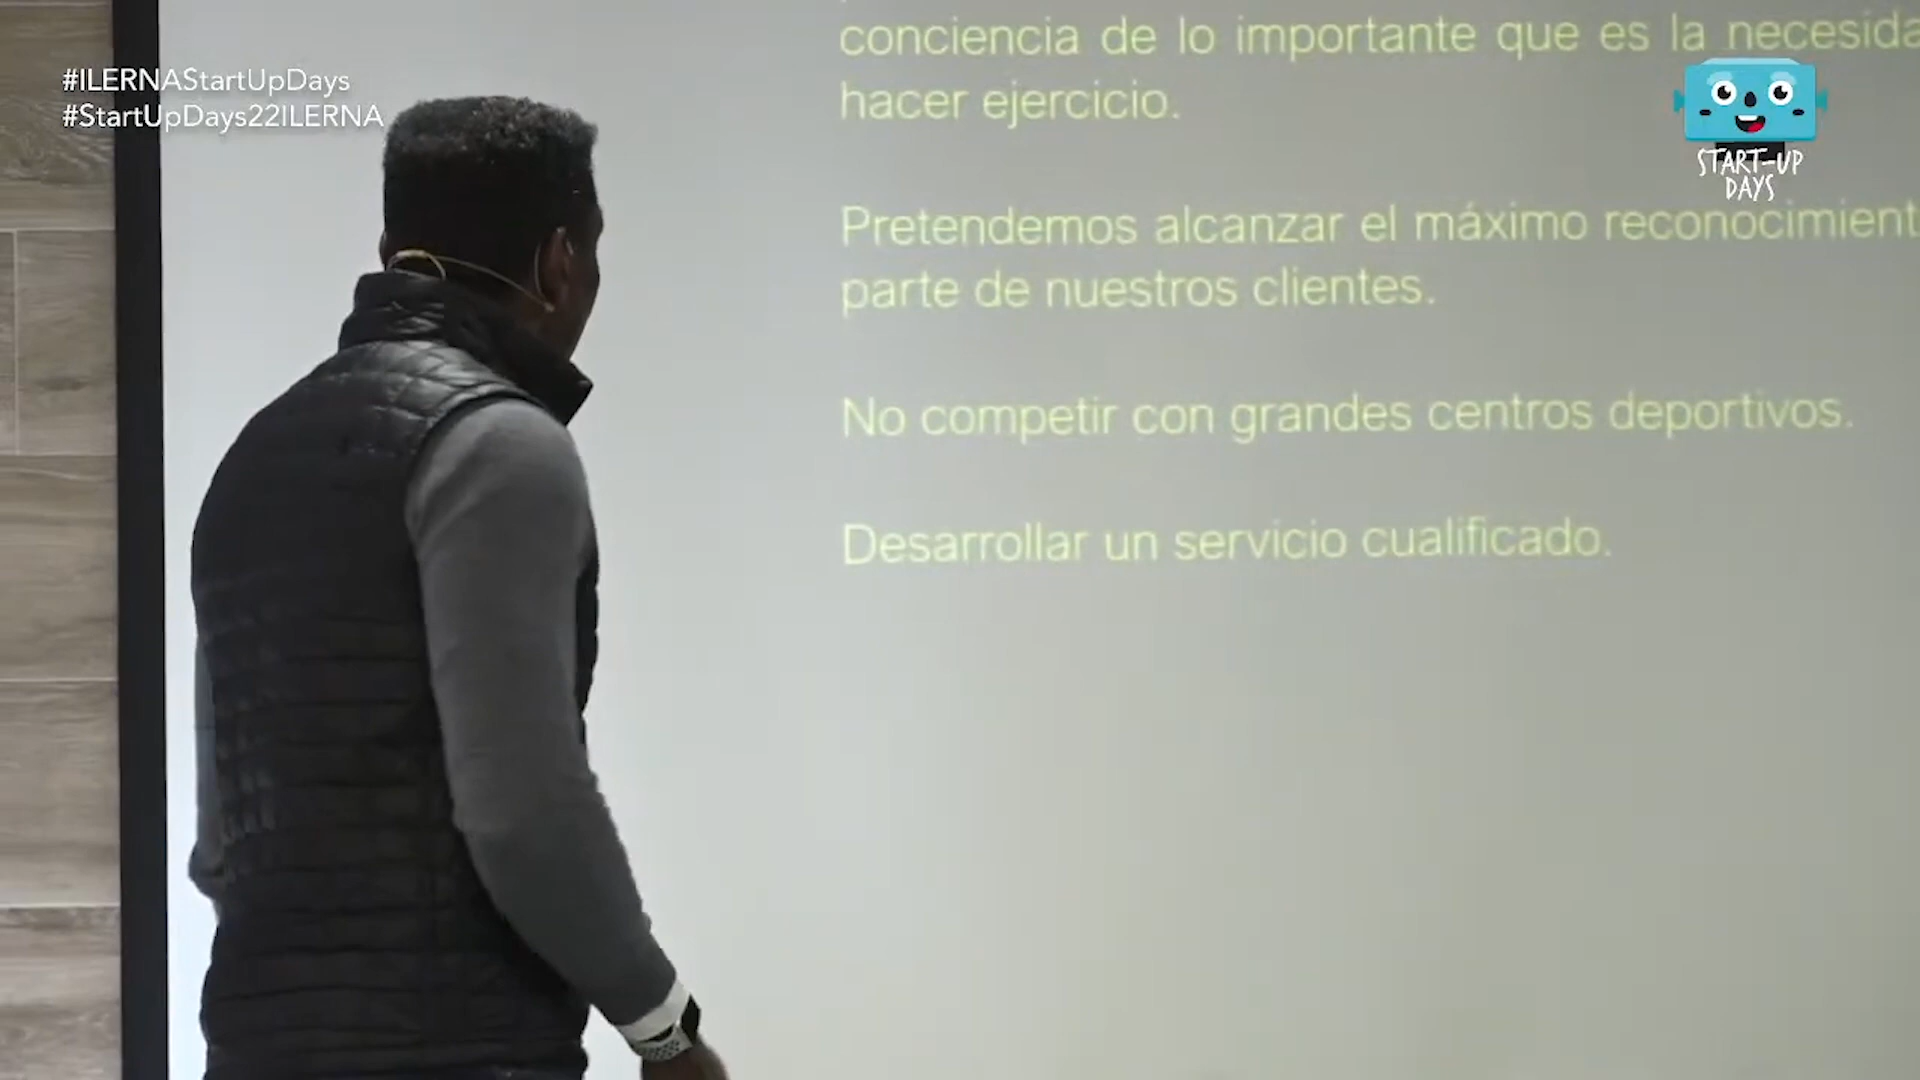 #ILERNAStartUpDays
#StartUpDays22ILERNA
START-UP
DAYS
conciencia de lo importante que es la
hacer ejercicio.
Pretendemos alcanzar el máximo
parte de nuestros clientes.
No competir con grandes centros deportivos.
Desarrollar un servicio cualificado.